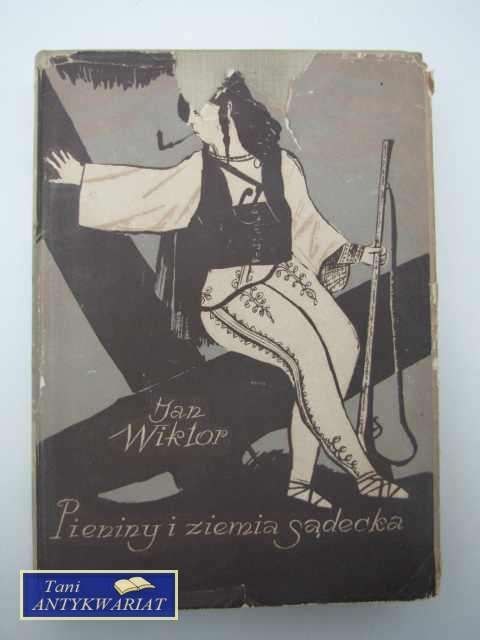 Jan
Wiktor
Pieniny i ziemia sądecka
Tani
ANTYKWARIAT